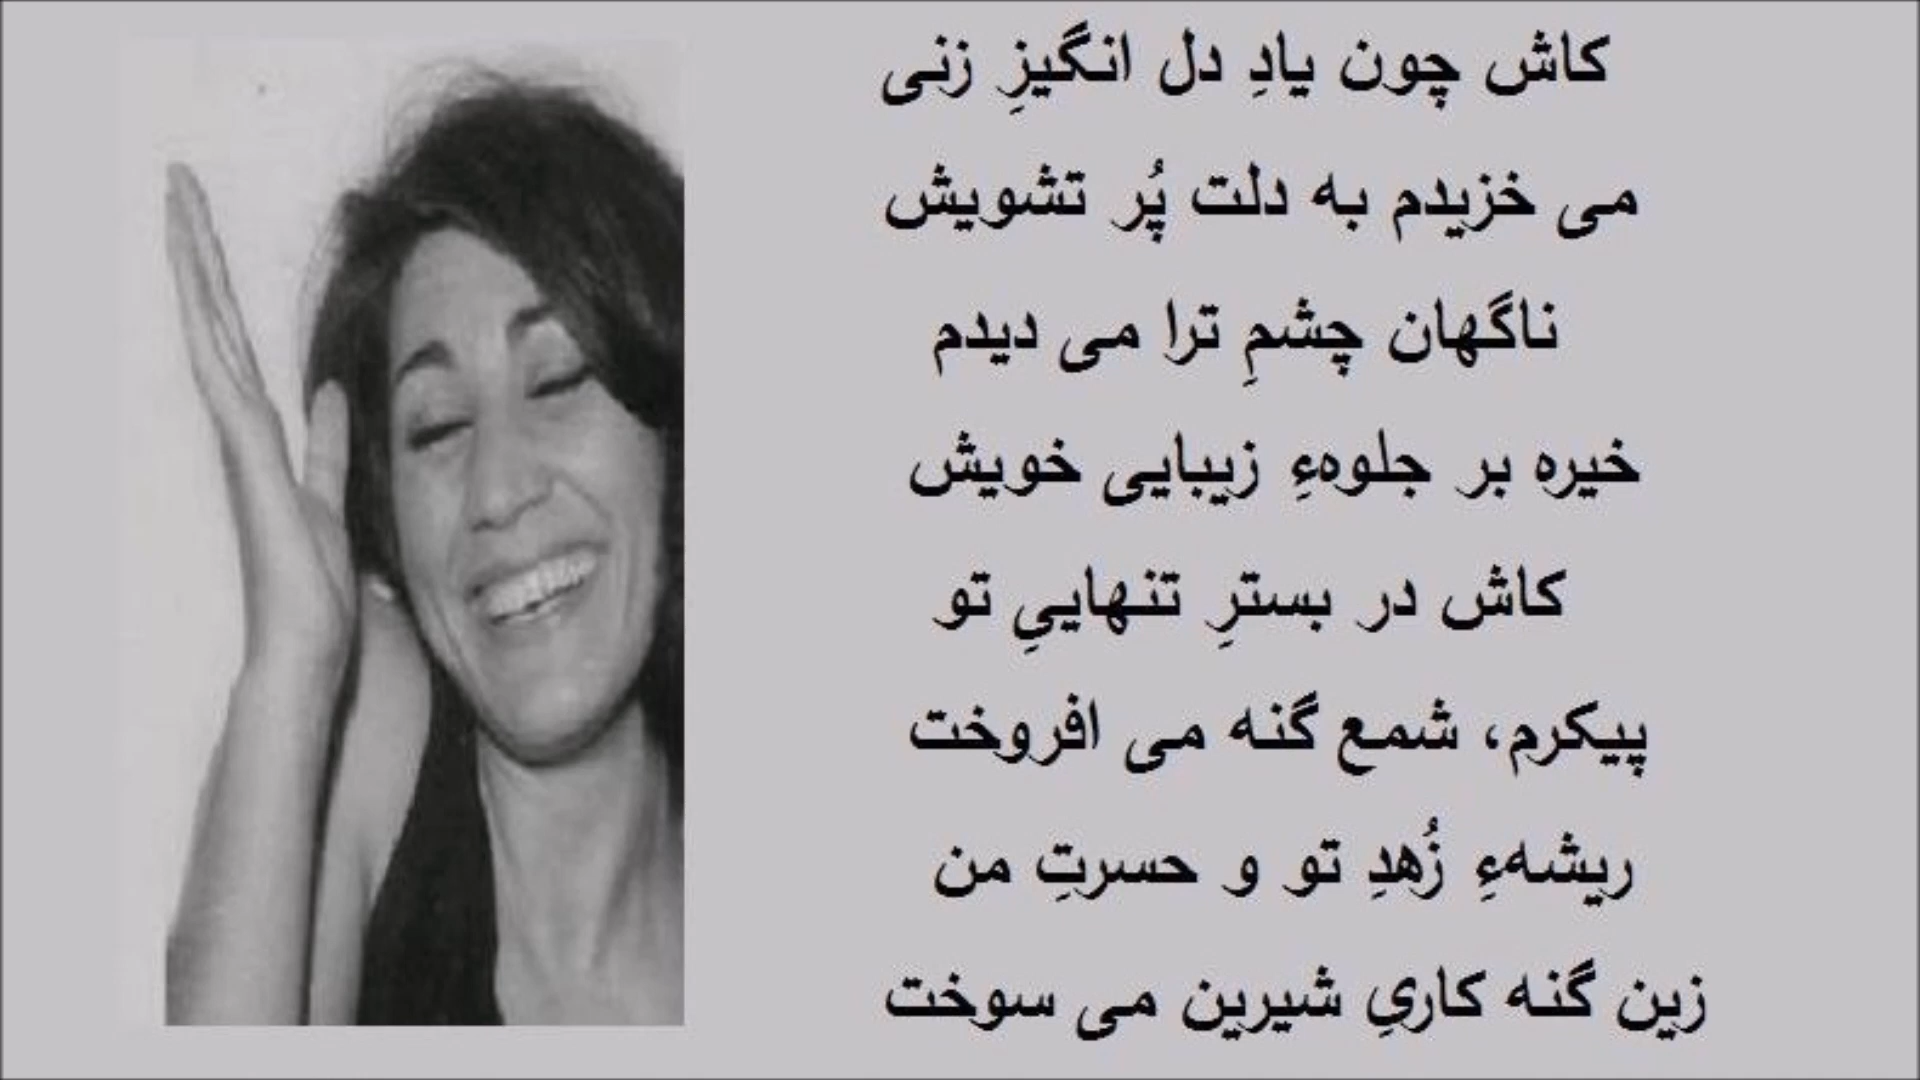 کاش چون یادِ دل انگیزِ زنی
می خزیدم به دلت پُر تشویش
ناگهان چشمِ ترا می دیدم
خیره بر جلوهءِ زیبایی خویش
کاش در بسترِ تنهاییِ تو
پیکرم، شمع گنه می افروخت
ریشهءِ زُهدِ تو و حسرتِ من
زین گنه کاریِ شیرین می سوخت